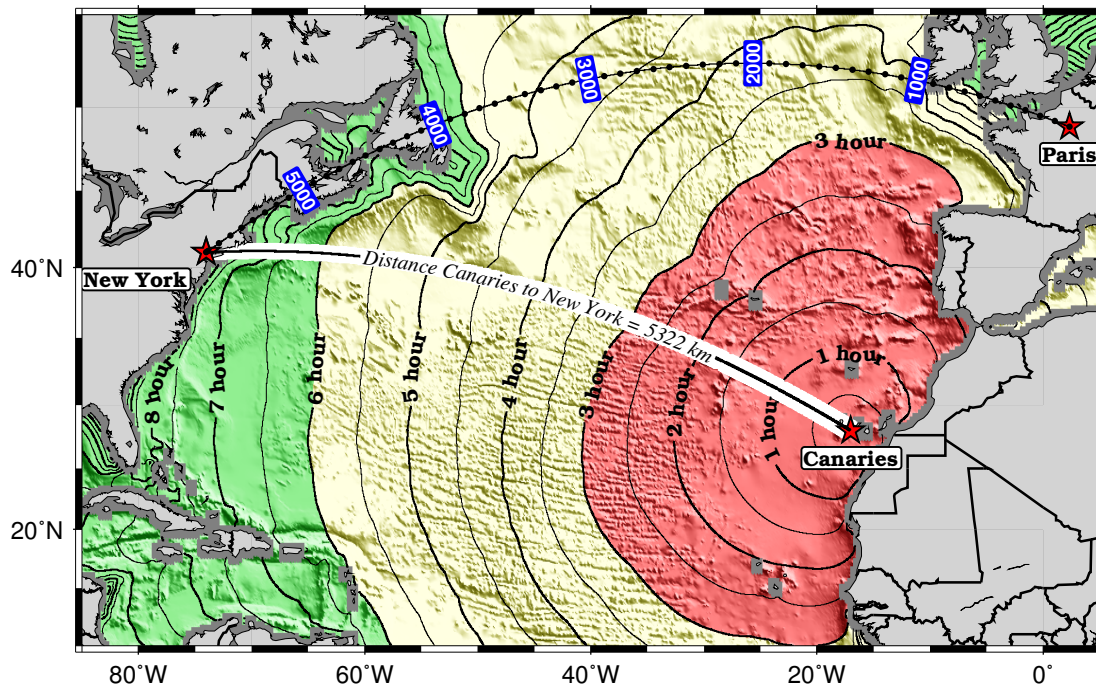 3 hour
1000
2000
3000
4000
5000
Paris
New York
Distance Canaries to New York = 5322 km
8 hour
7 hour
6 hour
5 hour
4 hour
3 hour
2 hour
1 hour
1 hour
Canaries
40°N
20°N
80°W
60°W
40°W
20°W
0°